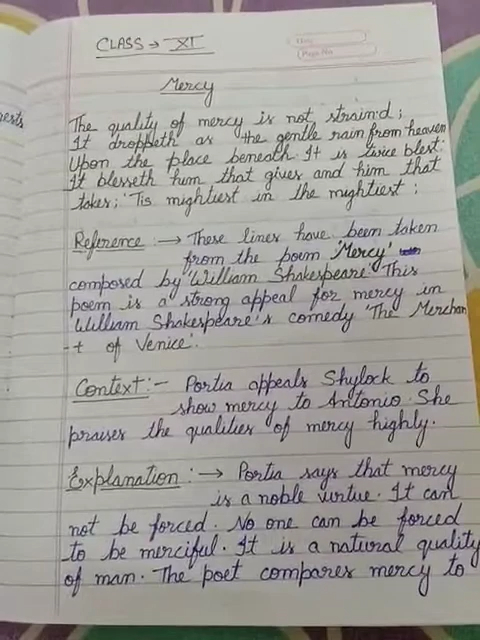 CLASS → XI
Page No.
gests
Mercy
The quality of mercy is not strain'd;
It droppeth as the gentle rain from heaven
Upon the place beneath. It is twice blest.
It blesseth him that gives and him that
takes; 'Tis mightiest in the mightiest;
Reference :→ These lines have been taken
from the poem 'Mercy'
composed by 'William Shakespeare'. This
poem is a strong appeal for mercy in
William Shakespeare's comedy 'The Merchan
-t of Venice'.
Context:- Portia appeals Shylock to
show mercy to Antonio. She
praises the qualities of mercy highly.
Explanation :→ Portia says that mercy
is a noble virtue. It can
not be forced. No one can be forced
to be merciful. It is a natural quality
of man. The poet compares mercy to